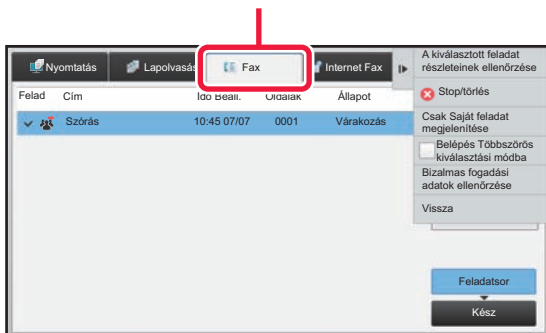 Nyomtatás
Lapolvasás
Fax
Internet Fax
A kiválasztott feladat
részleteinek ellenőrzése
Stop/törlés
Csak Saját feladat
megjelenítése
Belépés Többszörös
kiválasztási módba
Bizalmas fogadási
adatok ellenőrzése
Vissza
Felad Cím Idő Beáll. Oldalak Állapot
Szórás 10:45 07/07 0001 Várakozás
Feladatsor
Kész